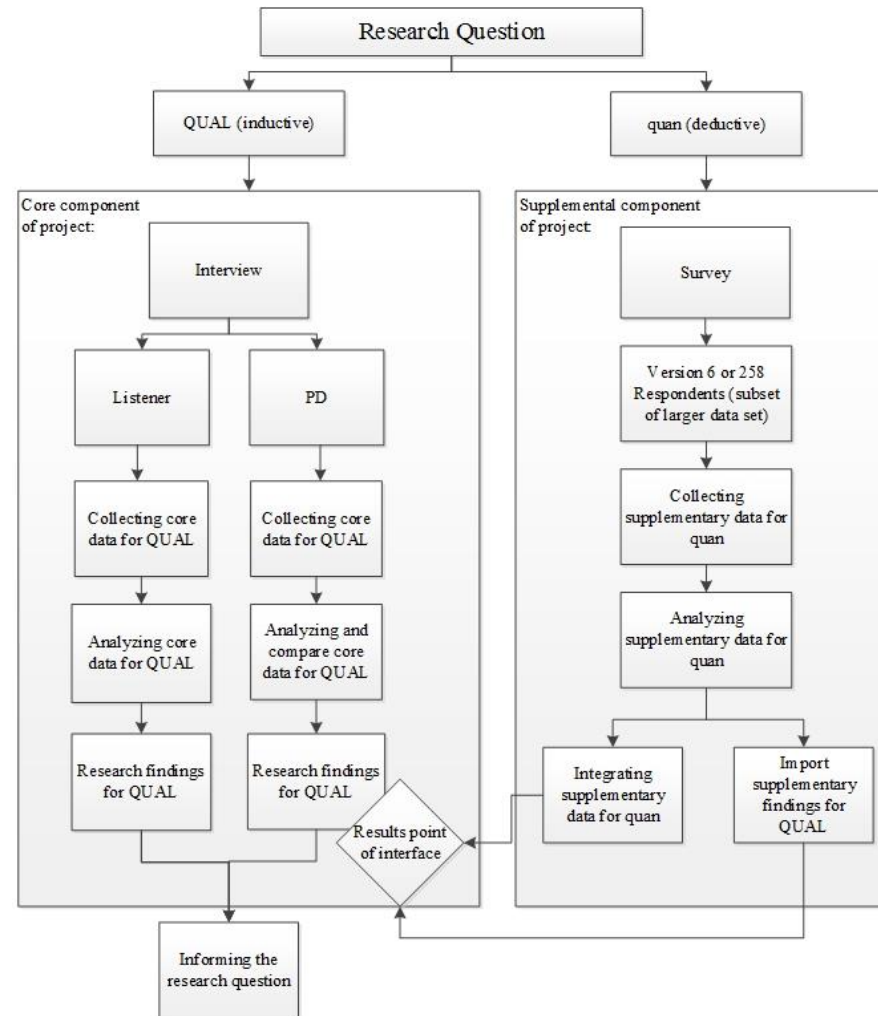 Research Question
QUAL (inductive)
quan (deductive)
Core component
of project:
Interview
Listener
PD
Collecting core
data for QUAL
Collecting core
data for QUAL
Analyzing core
data for QUAL
Analyzing and
compare core
data for QUAL
Research findings
for QUAL
Research findings
for QUAL
Results point
of interface
Informing the
research question
Supplemental component
of project:
Survey
Version 6 or 258
Respondents (subset
of larger data set)
Collecting
supplementary data for
quan
Analyzing
supplementary data for
quan
Integrating
supplementary
data for quan
Import
supplementary
findings for
QUAL